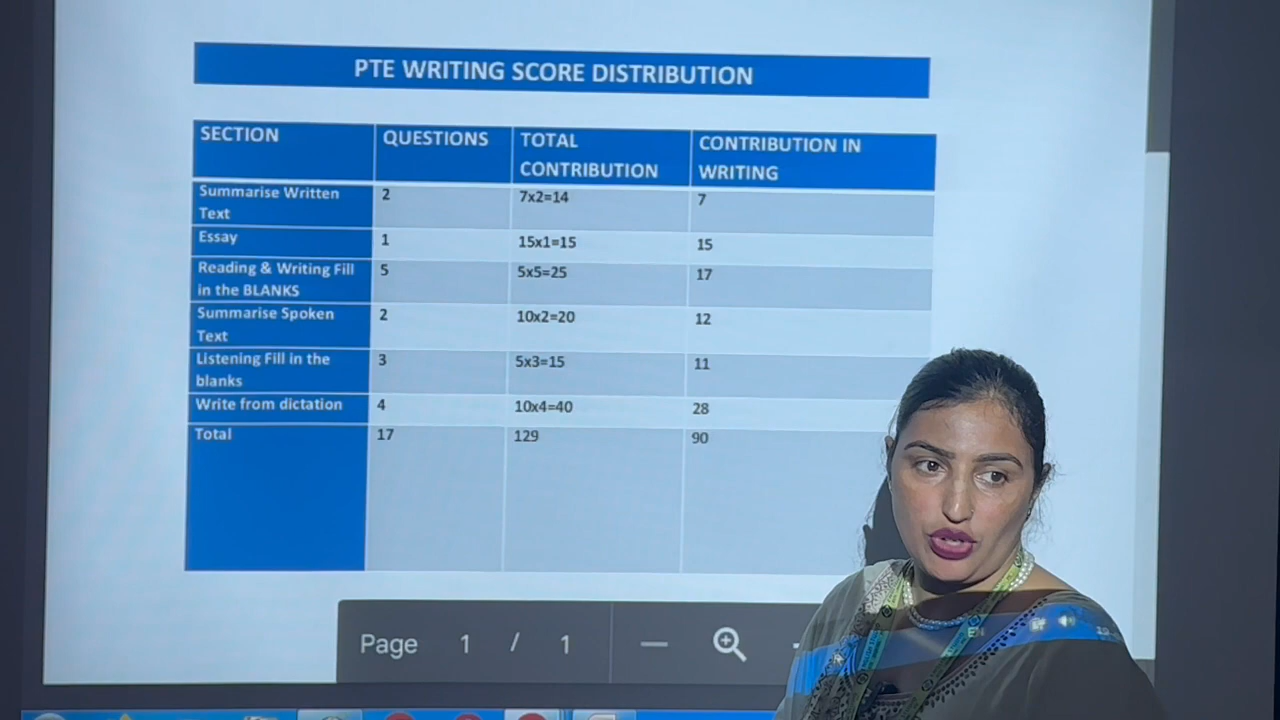 PTE WRITING SCORE DISTRIBUTION
SECTION QUESTIONS TOTAL CONTRIBUTION CONTRIBUTION IN WRITING
Summarise Written Text 2 7x2=14 7
Essay 1 15x1=15 15
Reading & Writing Fill in the BLANKS 5 5x5=25 17
Summarise Spoken Text 2 10x2=20 12
Listening Fill in the blanks 3 5x3=15 11
Write from dictation 4 10x4=40 28
Total 17 129 90
Page 1 / 1
EN